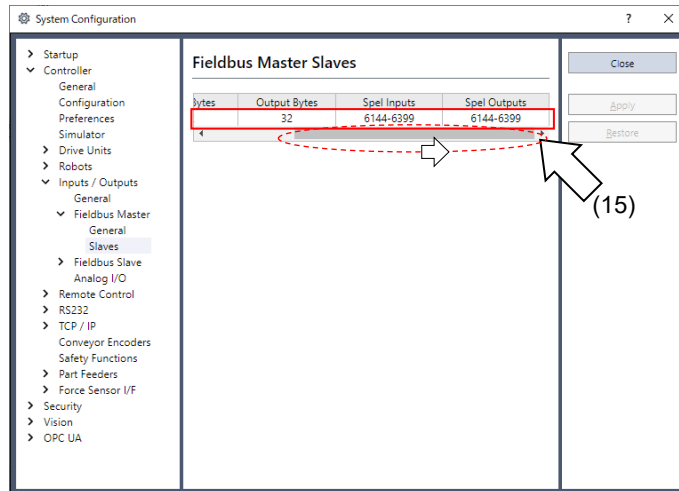 System Configuration
?
Startup
Controller
General
Configuration
Preferences
Simulator
Drive Units
Robots
Inputs / Outputs
General
Fieldbus Master
General
Slaves
Fieldbus Slave
Analog I/O
Remote Control
RS232
TCP / IP
Conveyor Encoders
Safety Functions
Part Feeders
Force Sensor I/F
Security
Vision
OPC UA
Fieldbus Master Slaves
Bytes Output Bytes Spel Inputs Spel Outputs
32 6144-6399 6144-6399
(15)
Close
Apply
Restore